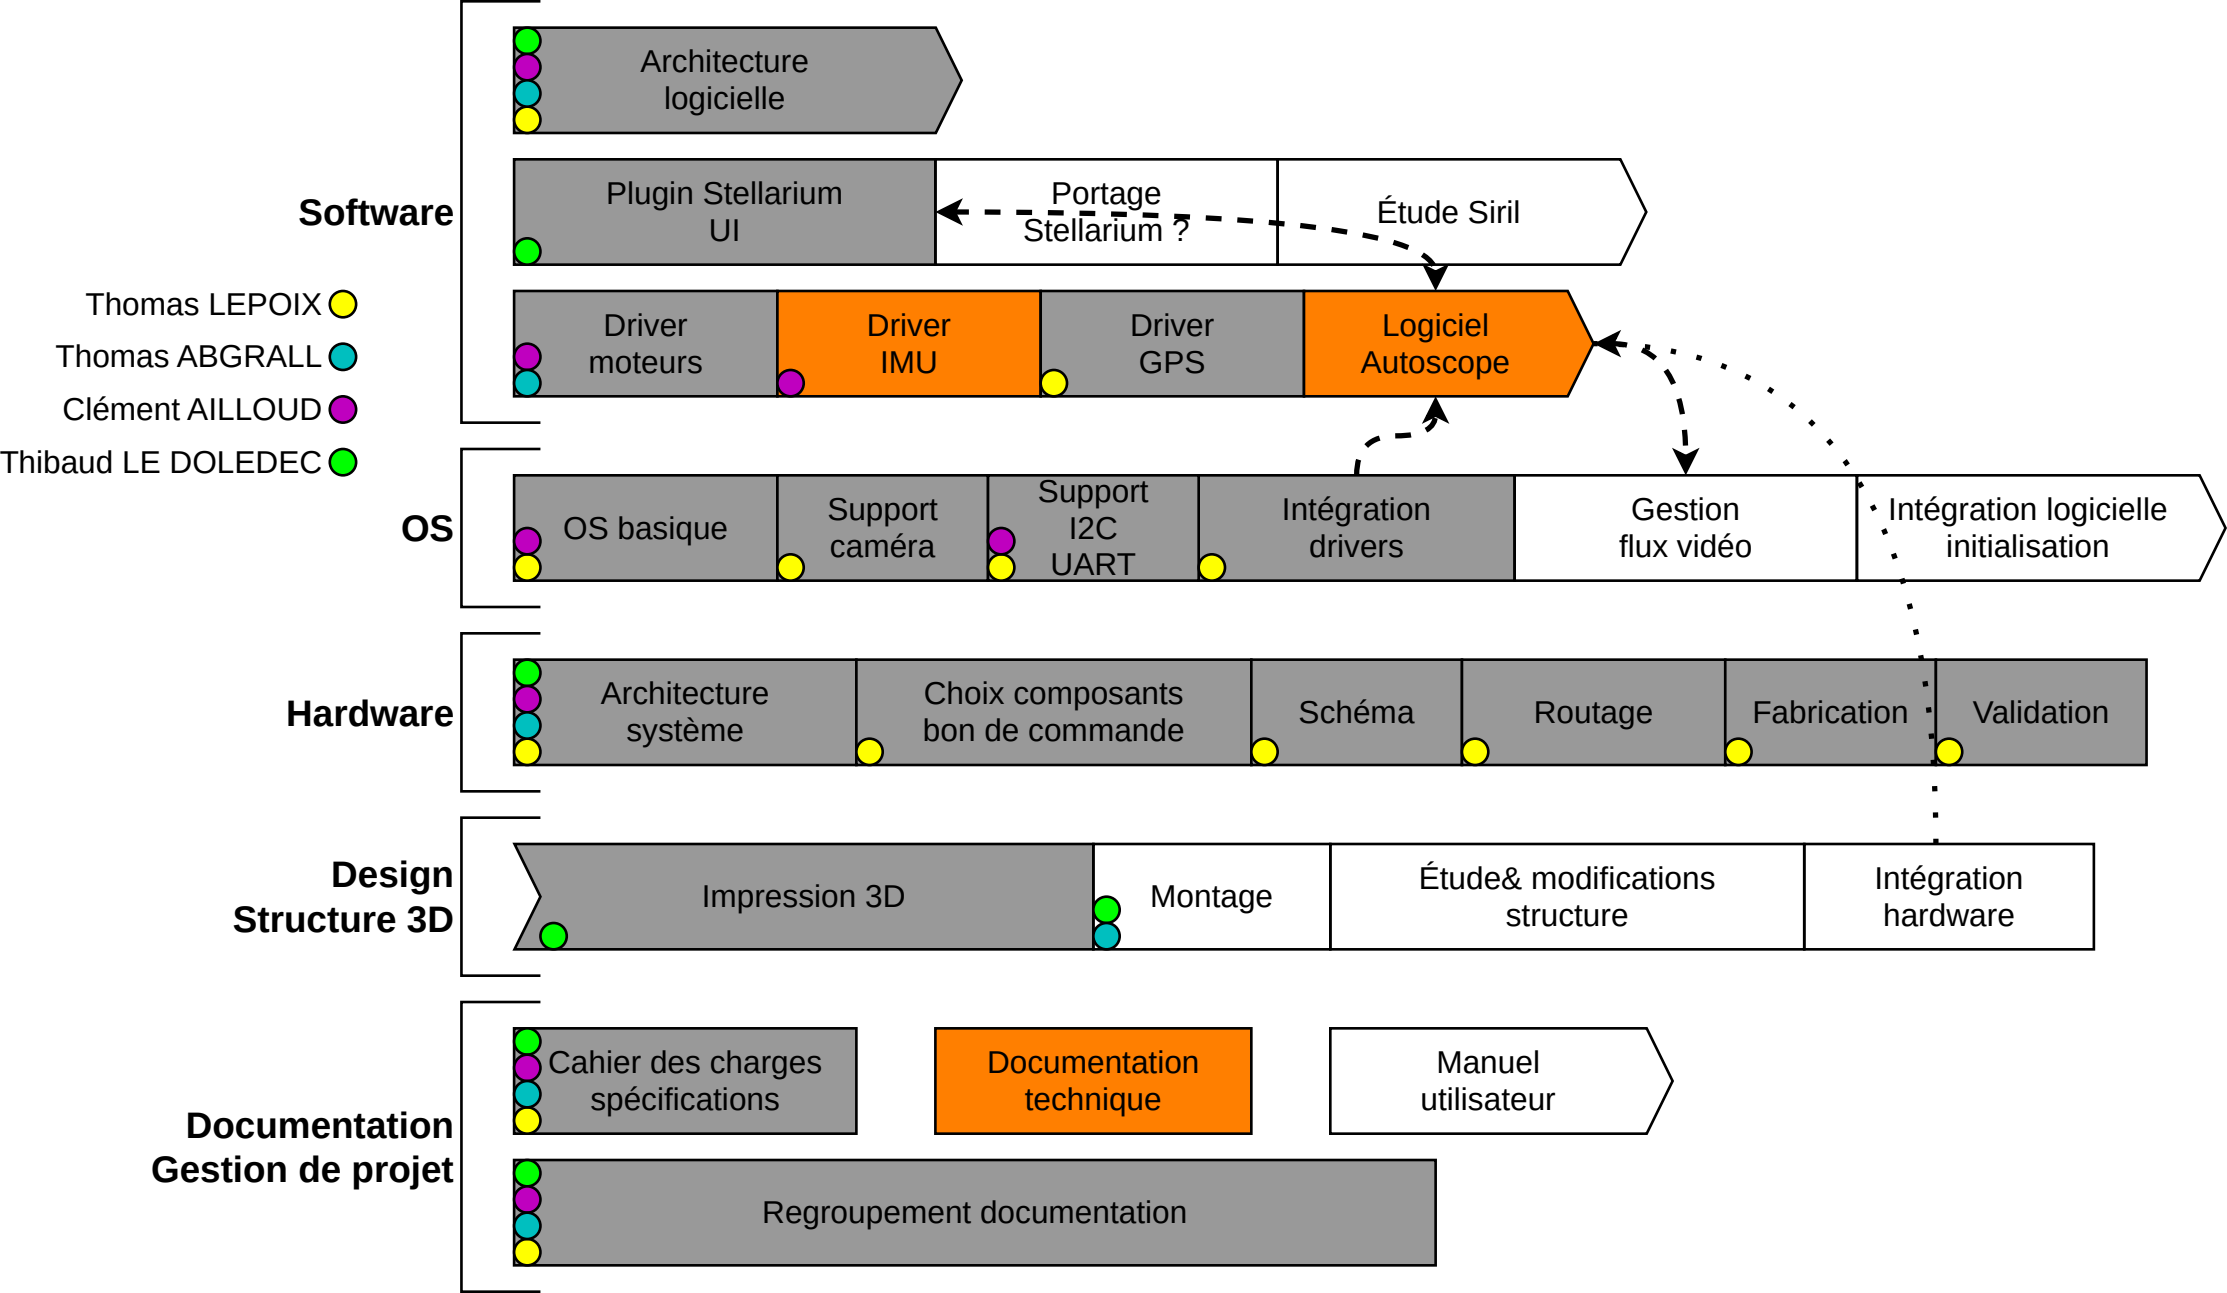 Architecture
logicielle
Software
Plugin Stellarium
UI
Portage
Stellarium ?
Étude Siril
Driver
moteurs
Driver
IMU
Driver
GPS
Logiciel
Autoscope
Thomas LEPOIX
Thomas ABGRALL
Clément AILLOUD
Thibaud LE DOLEDEC
OS
OS basique
Support
caméra
Support
I2C
UART
Intégration
drivers
Gestion
flux vidéo
Intégration logicielle
initialisation
Hardware
Architecture
système
Choix composants
bon de commande
Schéma
Routage
Fabrication
Validation
Design
Structure 3D
Impression 3D
Montage
Étude& modifications
structure
Intégration
hardware
Documentation
Gestion de projet
Cahier des charges
spécifications
Documentation
technique
Manuel
utilisateur
Regroupement documentation